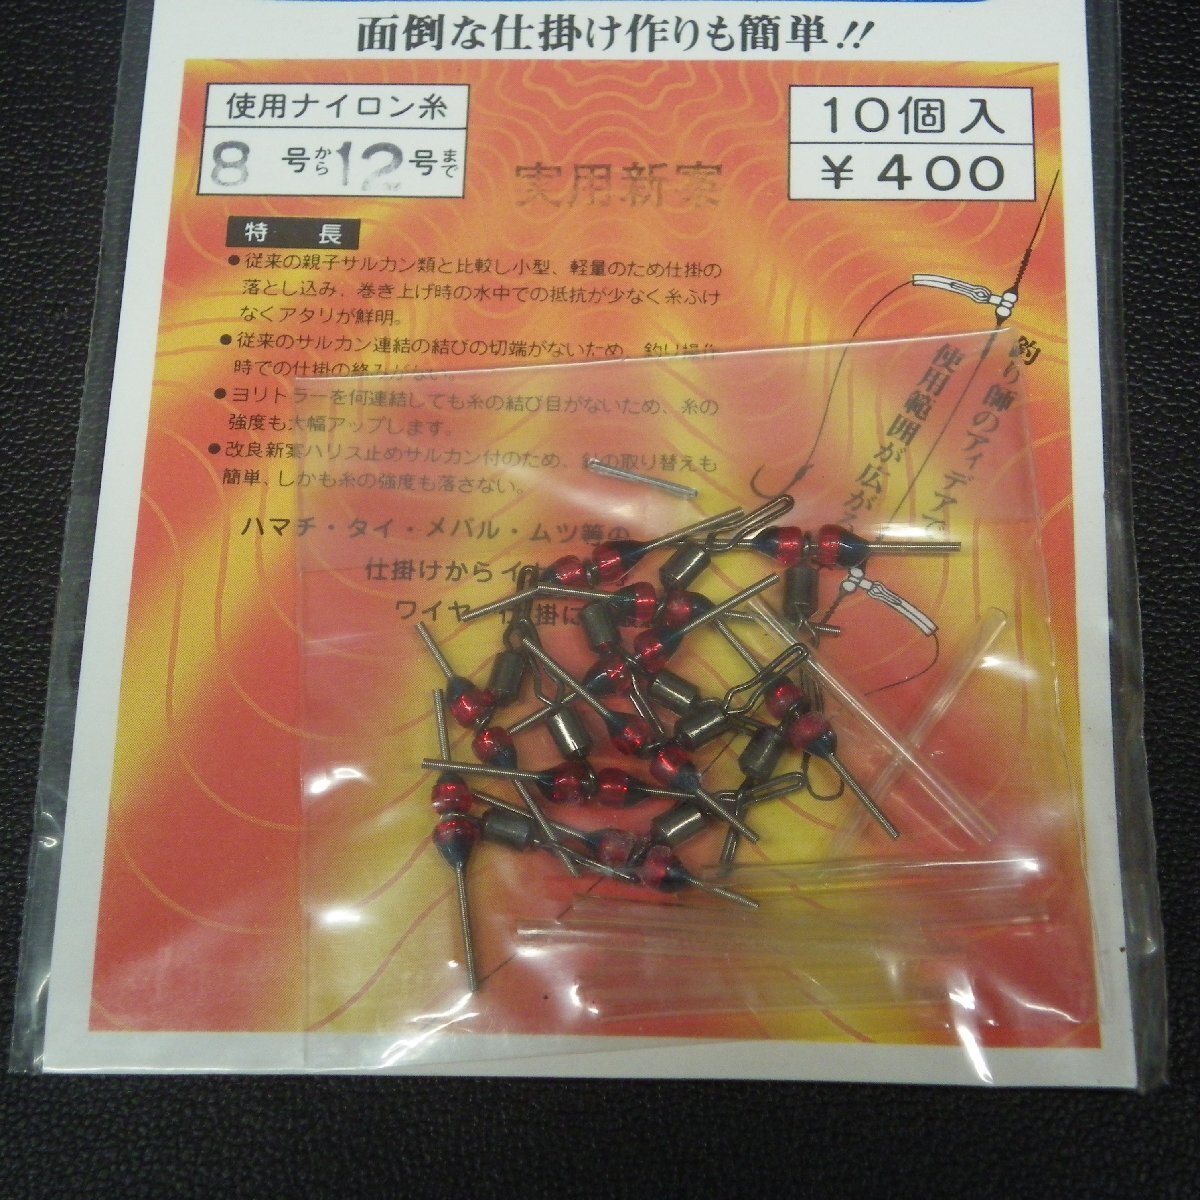 面倒な仕掛け作りも簡単!!
使用ナイロン糸
8号から12号まで
10個入
¥400
実用新案
特長
●従来の親子サルカン類と比較し小型、軽量のため仕掛の
落とし込み、巻き上げ時の水中での抵抗が少なく糸ふけ
なくアタリが鮮明。
●従来のサルカン連結の結びの切端がないため、釣り操作
時での仕掛の絡みがない。
●ヨリトラーを何連結しても糸の結び目がないため、糸の
強度も大幅アップします。
●改良新案ハリス止めサルカン付のため、針の取り替えも
簡単、しかも糸の強度も落さない。
釣り師のアイデアで
使用範囲が広がる
ハマチ・タイ・メバル・ムツ等の
仕掛けからイカ
ワイヤー仕掛に